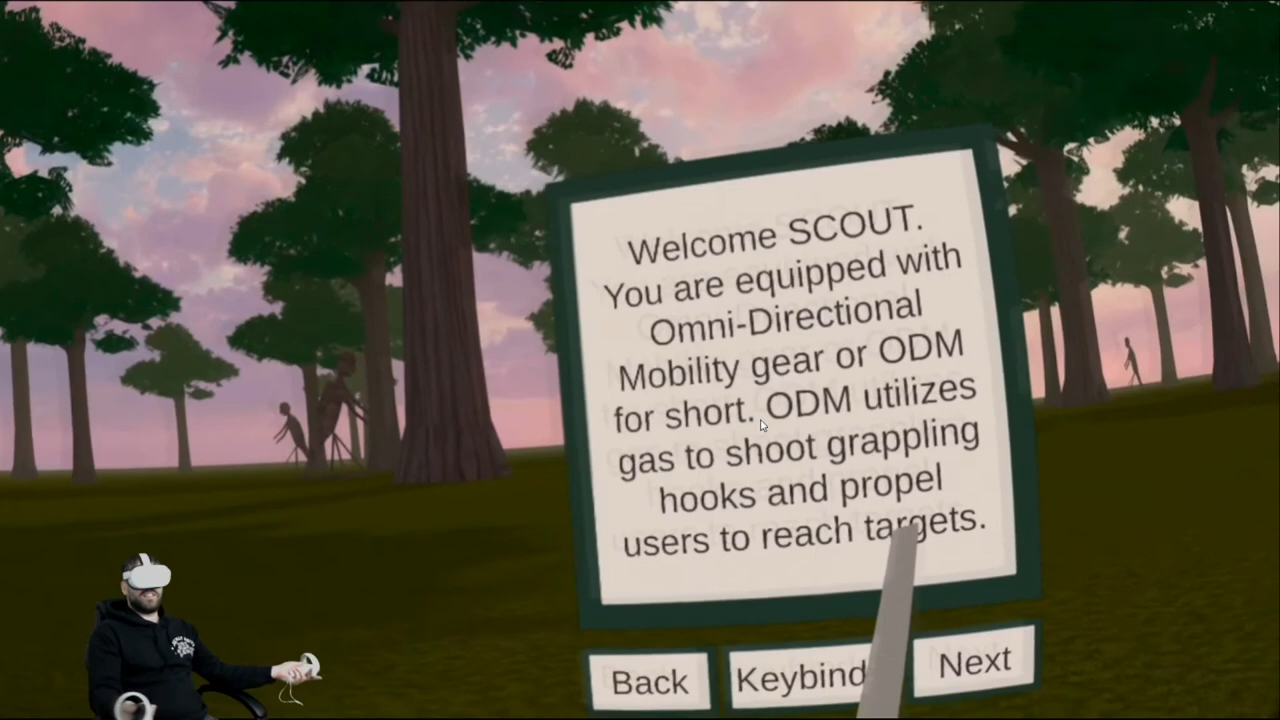 Welcome SCOUT.
You are equipped with
Omni-Directional
Mobility gear or ODM
for short. ODM utilizes
gas to shoot grappling
hooks and propel
users to reach targets.
Back
Keybind
Next